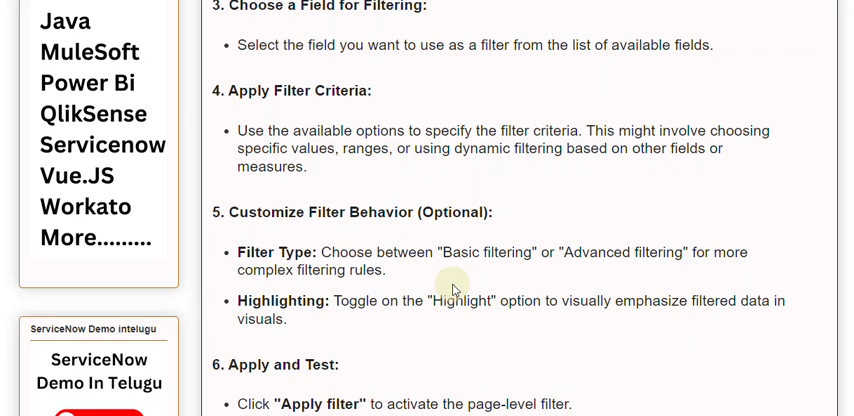 Java
MuleSoft
Power Bi
QlikSense
Servicenow
Vue.JS
Workato
More.........
ServiceNow Demo intelugu
ServiceNow
Demo In Telugu
3. Choose a Field for Filtering:
• Select the field you want to use as a filter from the list of available fields.
4. Apply Filter Criteria:
• Use the available options to specify the filter criteria. This might involve choosing
specific values, ranges, or using dynamic filtering based on other fields or
measures.
5. Customize Filter Behavior (Optional):
• Filter Type: Choose between "Basic filtering" or "Advanced filtering" for more
complex filtering rules.
• Highlighting: Toggle on the "Highlight" option to visually emphasize filtered data in
visuals.
6. Apply and Test:
• Click "Apply filter" to activate the page-level filter.